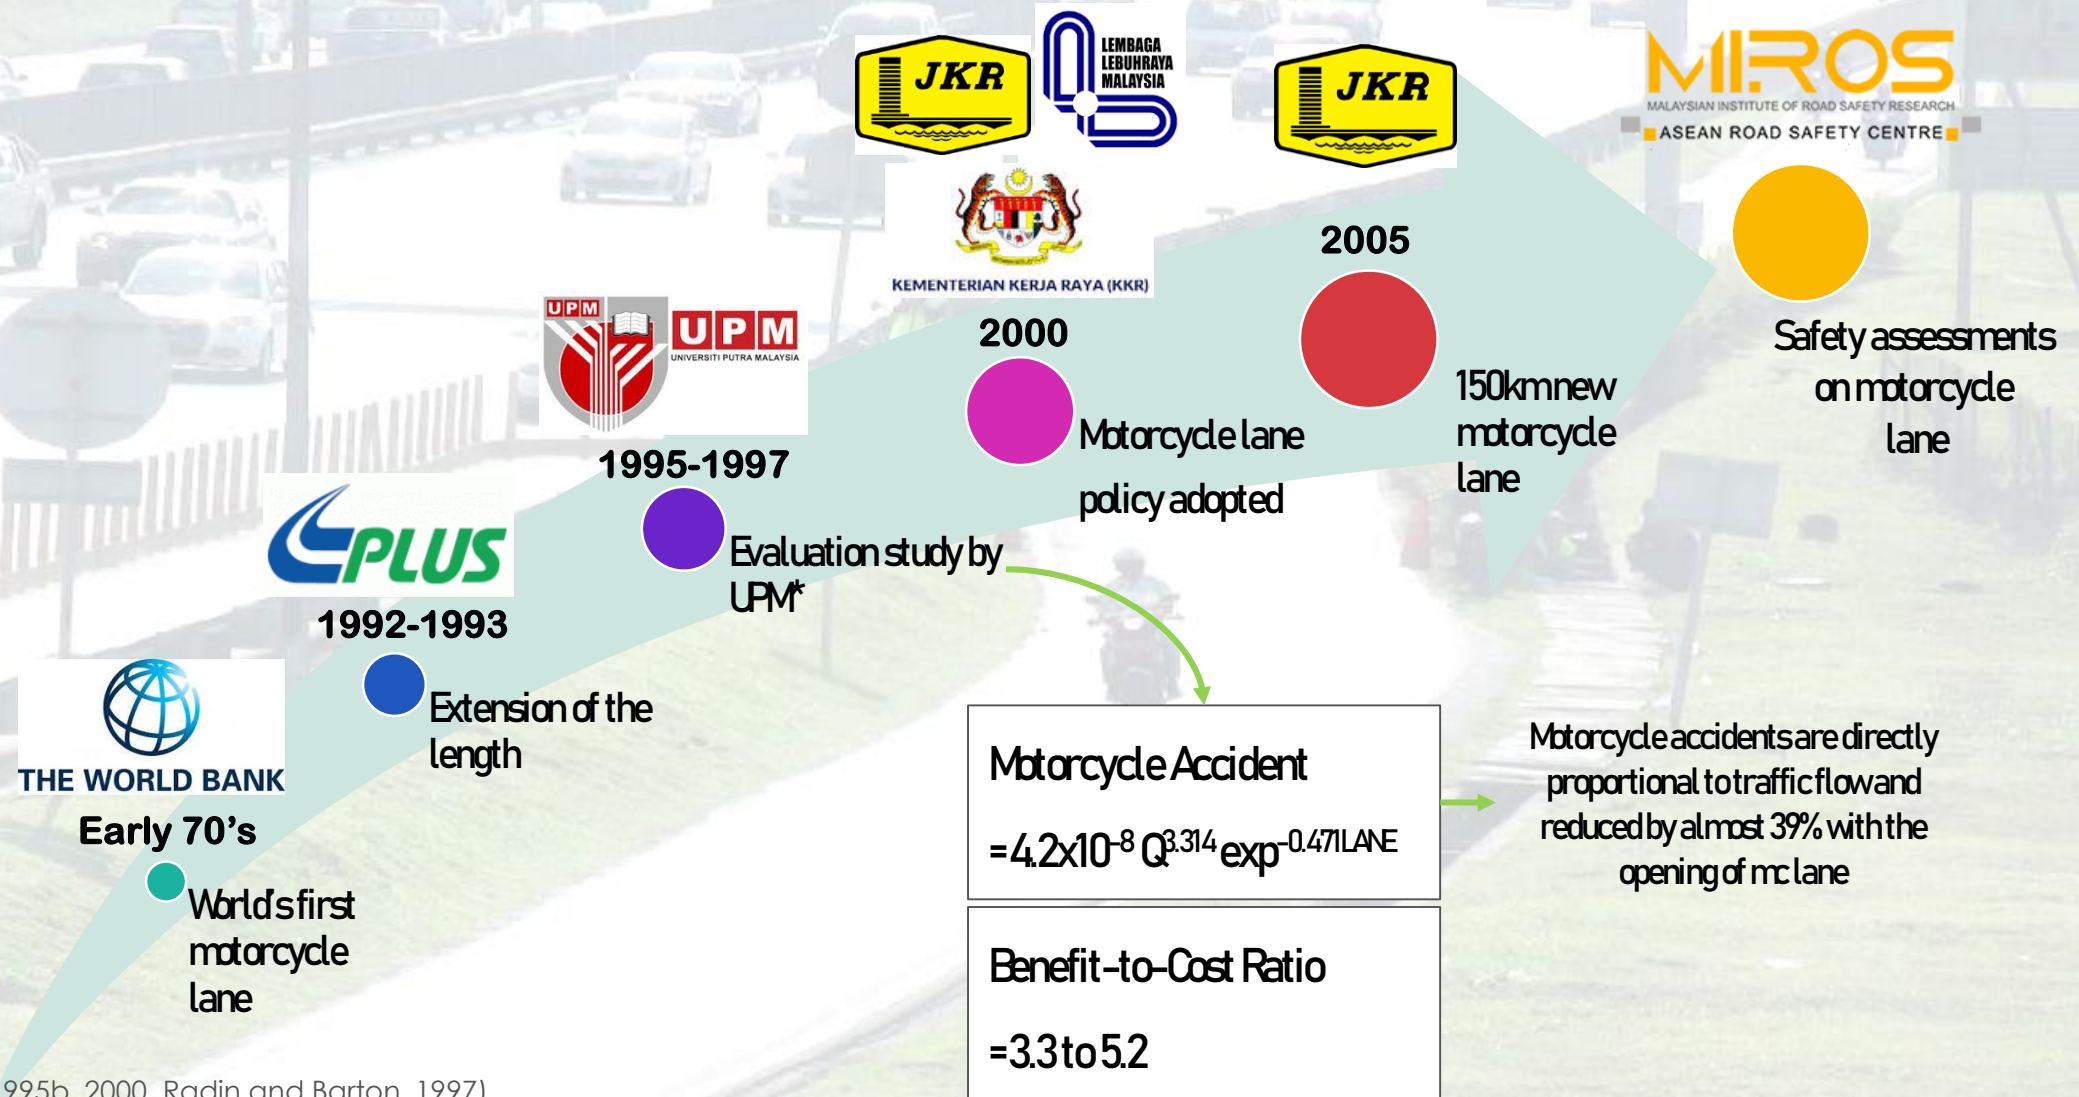 JKR
LEMBAGA
LEBUHRAYA
MALAYSIA
KEMENTERIAN KERJA RAYA (KKR)
JKR
MIROS
MALAYSIAN INSTITUTE OF ROAD SAFETY RESEARCH
ASEAN ROAD SAFETY CENTRE
UPM
UPM
UNIVERSITI PUTRA MALAYSIA
PLUS
THE WORLD BANK
Early 70's
World's first
motorcycle
lane
1992-1993
Extension of the
length
1995-1997
Evaluation study by
UPM*
2000
Motorcycle lane
policy adopted
2005
150km new
motorcycle
lane
Safety assessments
on motorcycle
lane
Motorcycle Accident
=4.2x10⁻⁸ Q³·³¹⁴ exp⁻⁰·⁴⁷¹ᴸᴬᴺᴱ
Motorcycle accidents are directly
proportional to traffic flow and
reduced by almost 39% with the
opening of mc lane
Benefit-to-Cost Ratio
=3.3 to 5.2
995b, 2000, Radin and Barton, 1997)